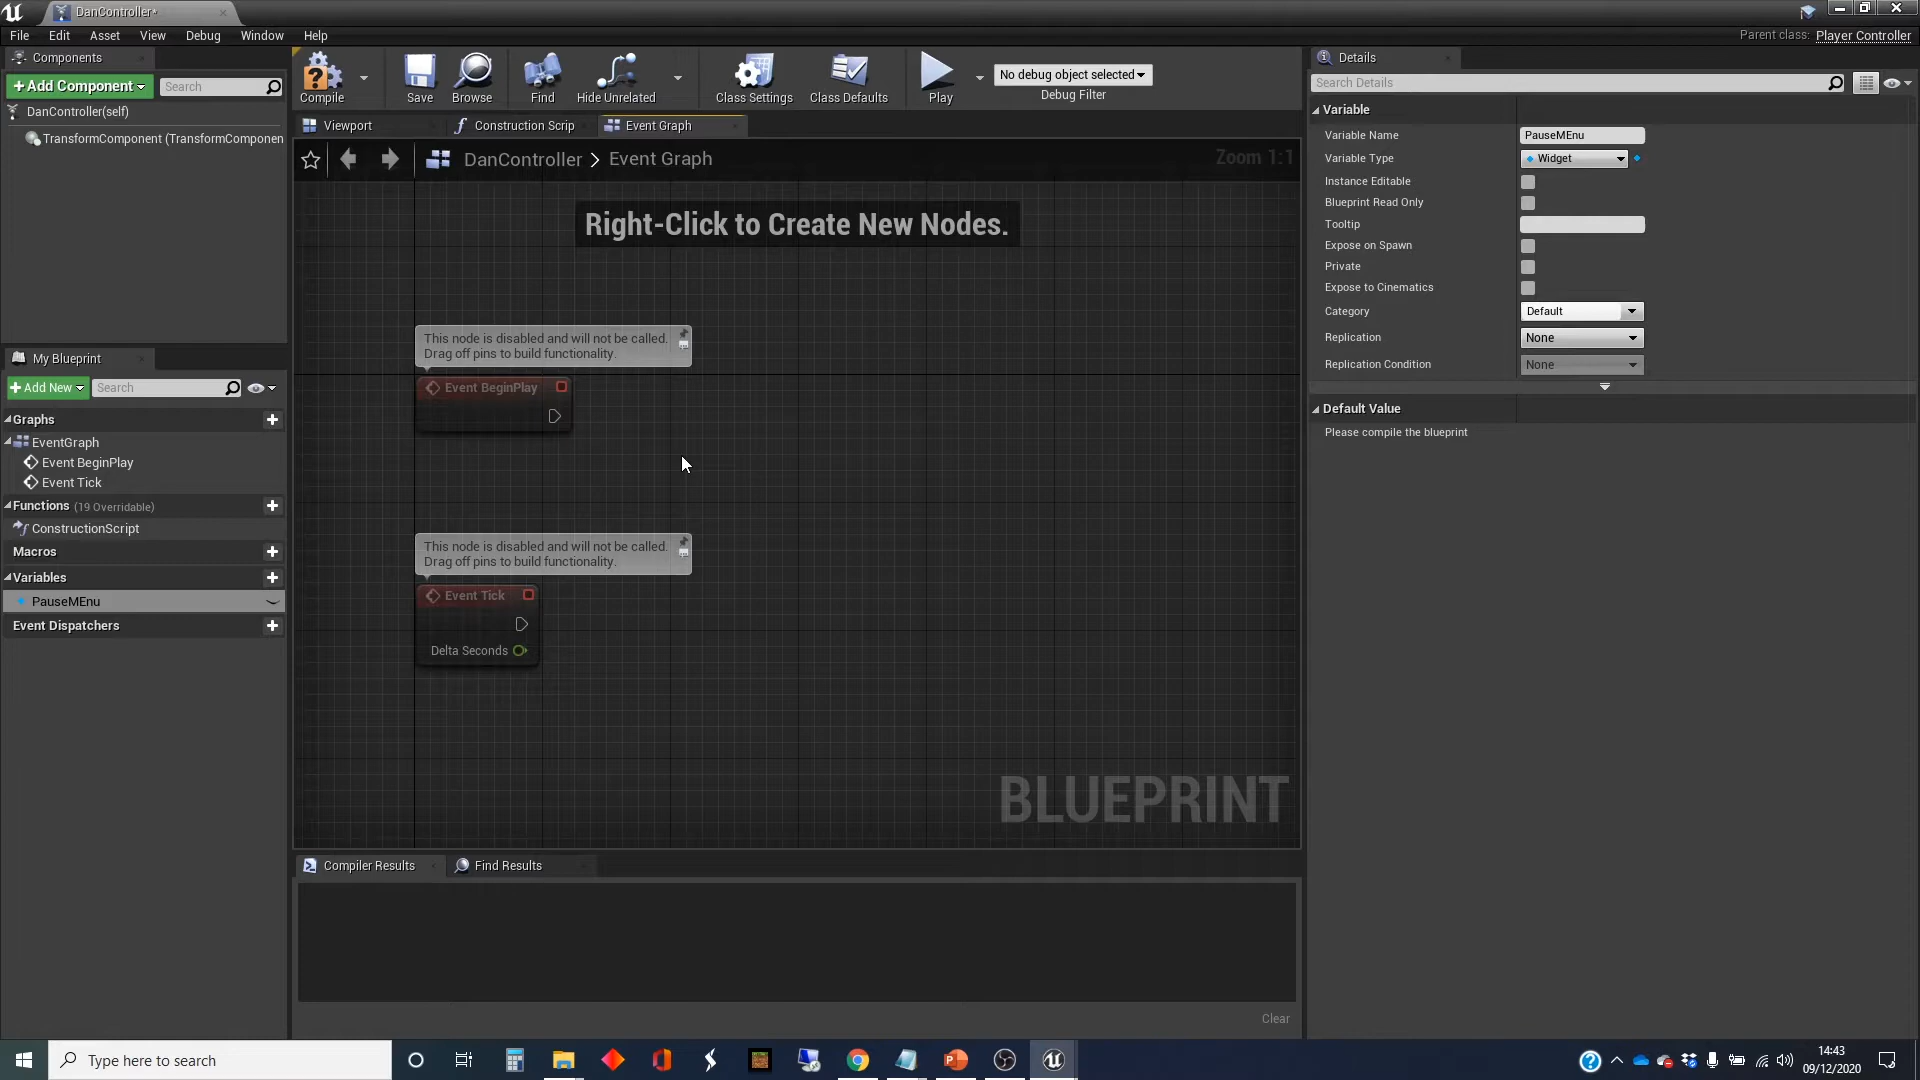 DanController*
File Edit Asset View Debug Window Help
Parent class: Player Controller
Components
+ Add Component
Search
DanController(self)
TransformComponent (TransformComponen
Compile
Save
Browse
Find
Hide Unrelated
Class Settings
Class Defaults
Play
No debug object selected
Debug Filter
Viewport
Construction Scrip
Event Graph
DanController > Event Graph
Zoom 1:1
Right-Click to Create New Nodes.
This node is disabled and will not be called.
Drag off pins to build functionality.
Event BeginPlay
This node is disabled and will not be called.
Drag off pins to build functionality.
Event Tick
Delta Seconds
BLUEPRINT
My Blueprint
+ Add New
Search
Graphs
EventGraph
Event BeginPlay
Event Tick
Functions (19 Overridable)
ConstructionScript
Macros
Variables
PauseMEnu
Event Dispatchers
Compiler Results
Find Results
Clear
Details
Search Details
Variable
Variable Name PauseMEnu
Variable Type Widget
Instance Editable
Blueprint Read Only
Tooltip
Expose on Spawn
Private
Expose to Cinematics
Category Default
Replication None
Replication Condition None
Default Value
Please compile the blueprint
Type here to search
14:43
09/12/2020